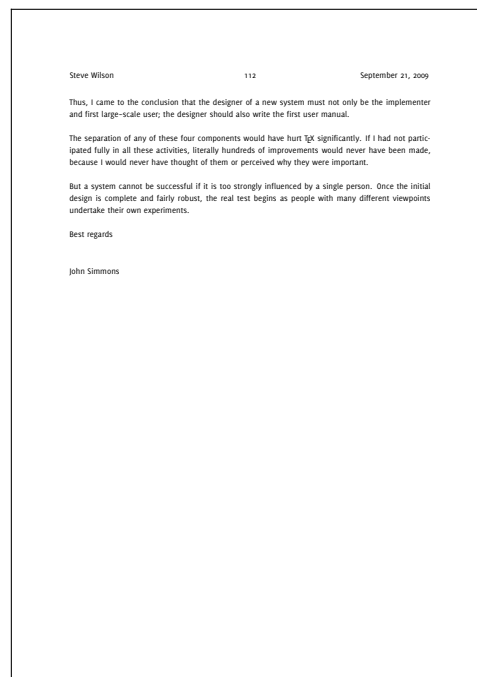 Steve Wilson 112 September 21, 2009
Thus, I came to the conclusion that the designer of a new system must not only be the implementer
and first large-scale user; the designer should also write the first user manual.
The separation of any of these four components would have hurt TEX significantly. If I had not partic-
ipated fully in all these activities, literally hundreds of improvements would never have been made,
because I would never have thought of them or perceived why they were important.
But a system cannot be successful if it is too strongly influenced by a single person. Once the initial
design is complete and fairly robust, the real test begins as people with many different viewpoints
undertake their own experiments.
Best regards
John Simmons